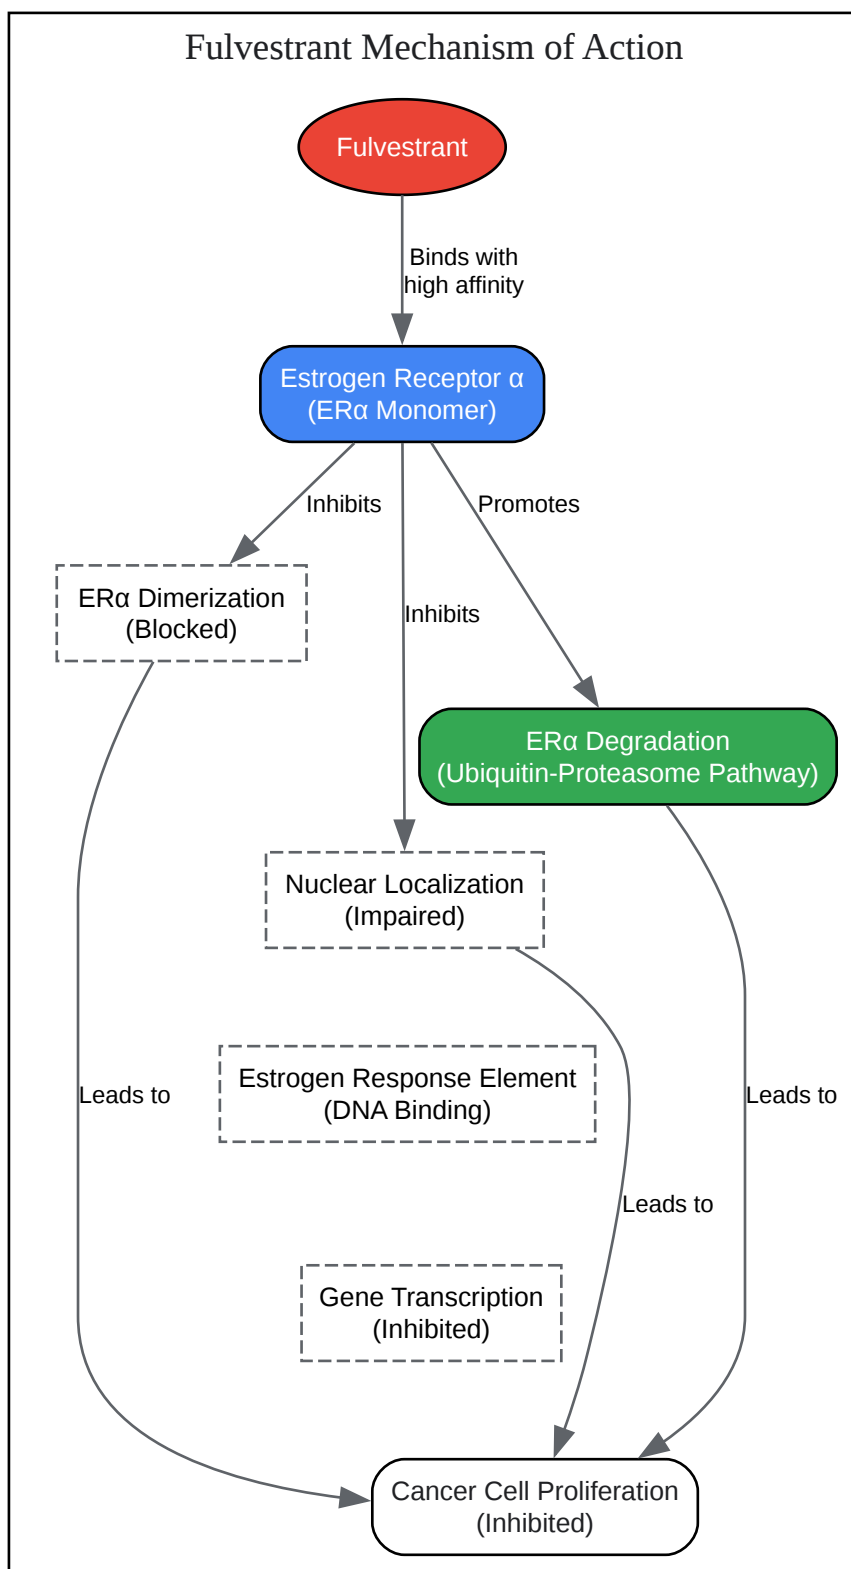 Fulvestrant Mechanism of Action
Fulvestrant
Binds with
high affinity
Estrogen Receptor α
(ERα Monomer)
Inhibits
Promotes
ERα Dimerization
(Blocked)
Inhibits
ERα Degradation
(Ubiquitin-Proteasome Pathway)
Nuclear Localization
(Impaired)
Estrogen Response Element
(DNA Binding)
Leads to
Leads to
Leads to
Gene Transcription
(Inhibited)
Cancer Cell Proliferation
(Inhibited)